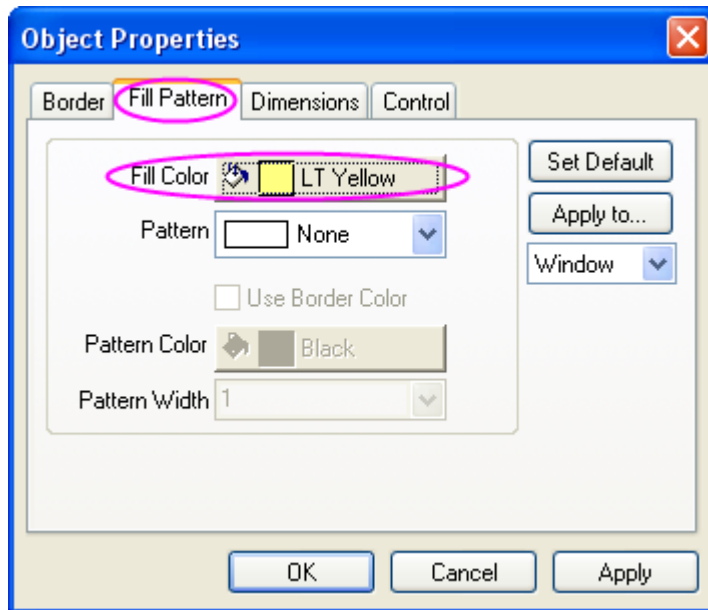 Object Properties
Border Fill Pattern Dimensions Control
Fill Color LT Yellow
Set Default
Pattern None
Apply to...
Window
Use Border Color
Pattern Color Black
Pattern Width 1
OK Cancel Apply